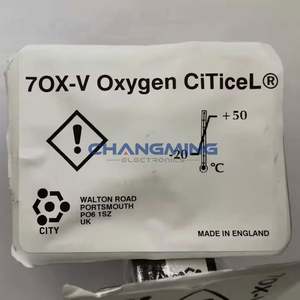 7OX-V Oxygen CiTiceL®
+50
CHANGMING
ELECTRONICS
-20
°C
CITY
WALTON ROAD
PORTSMOUTH
PO6 1SZ
UK
MADE IN ENGLAND